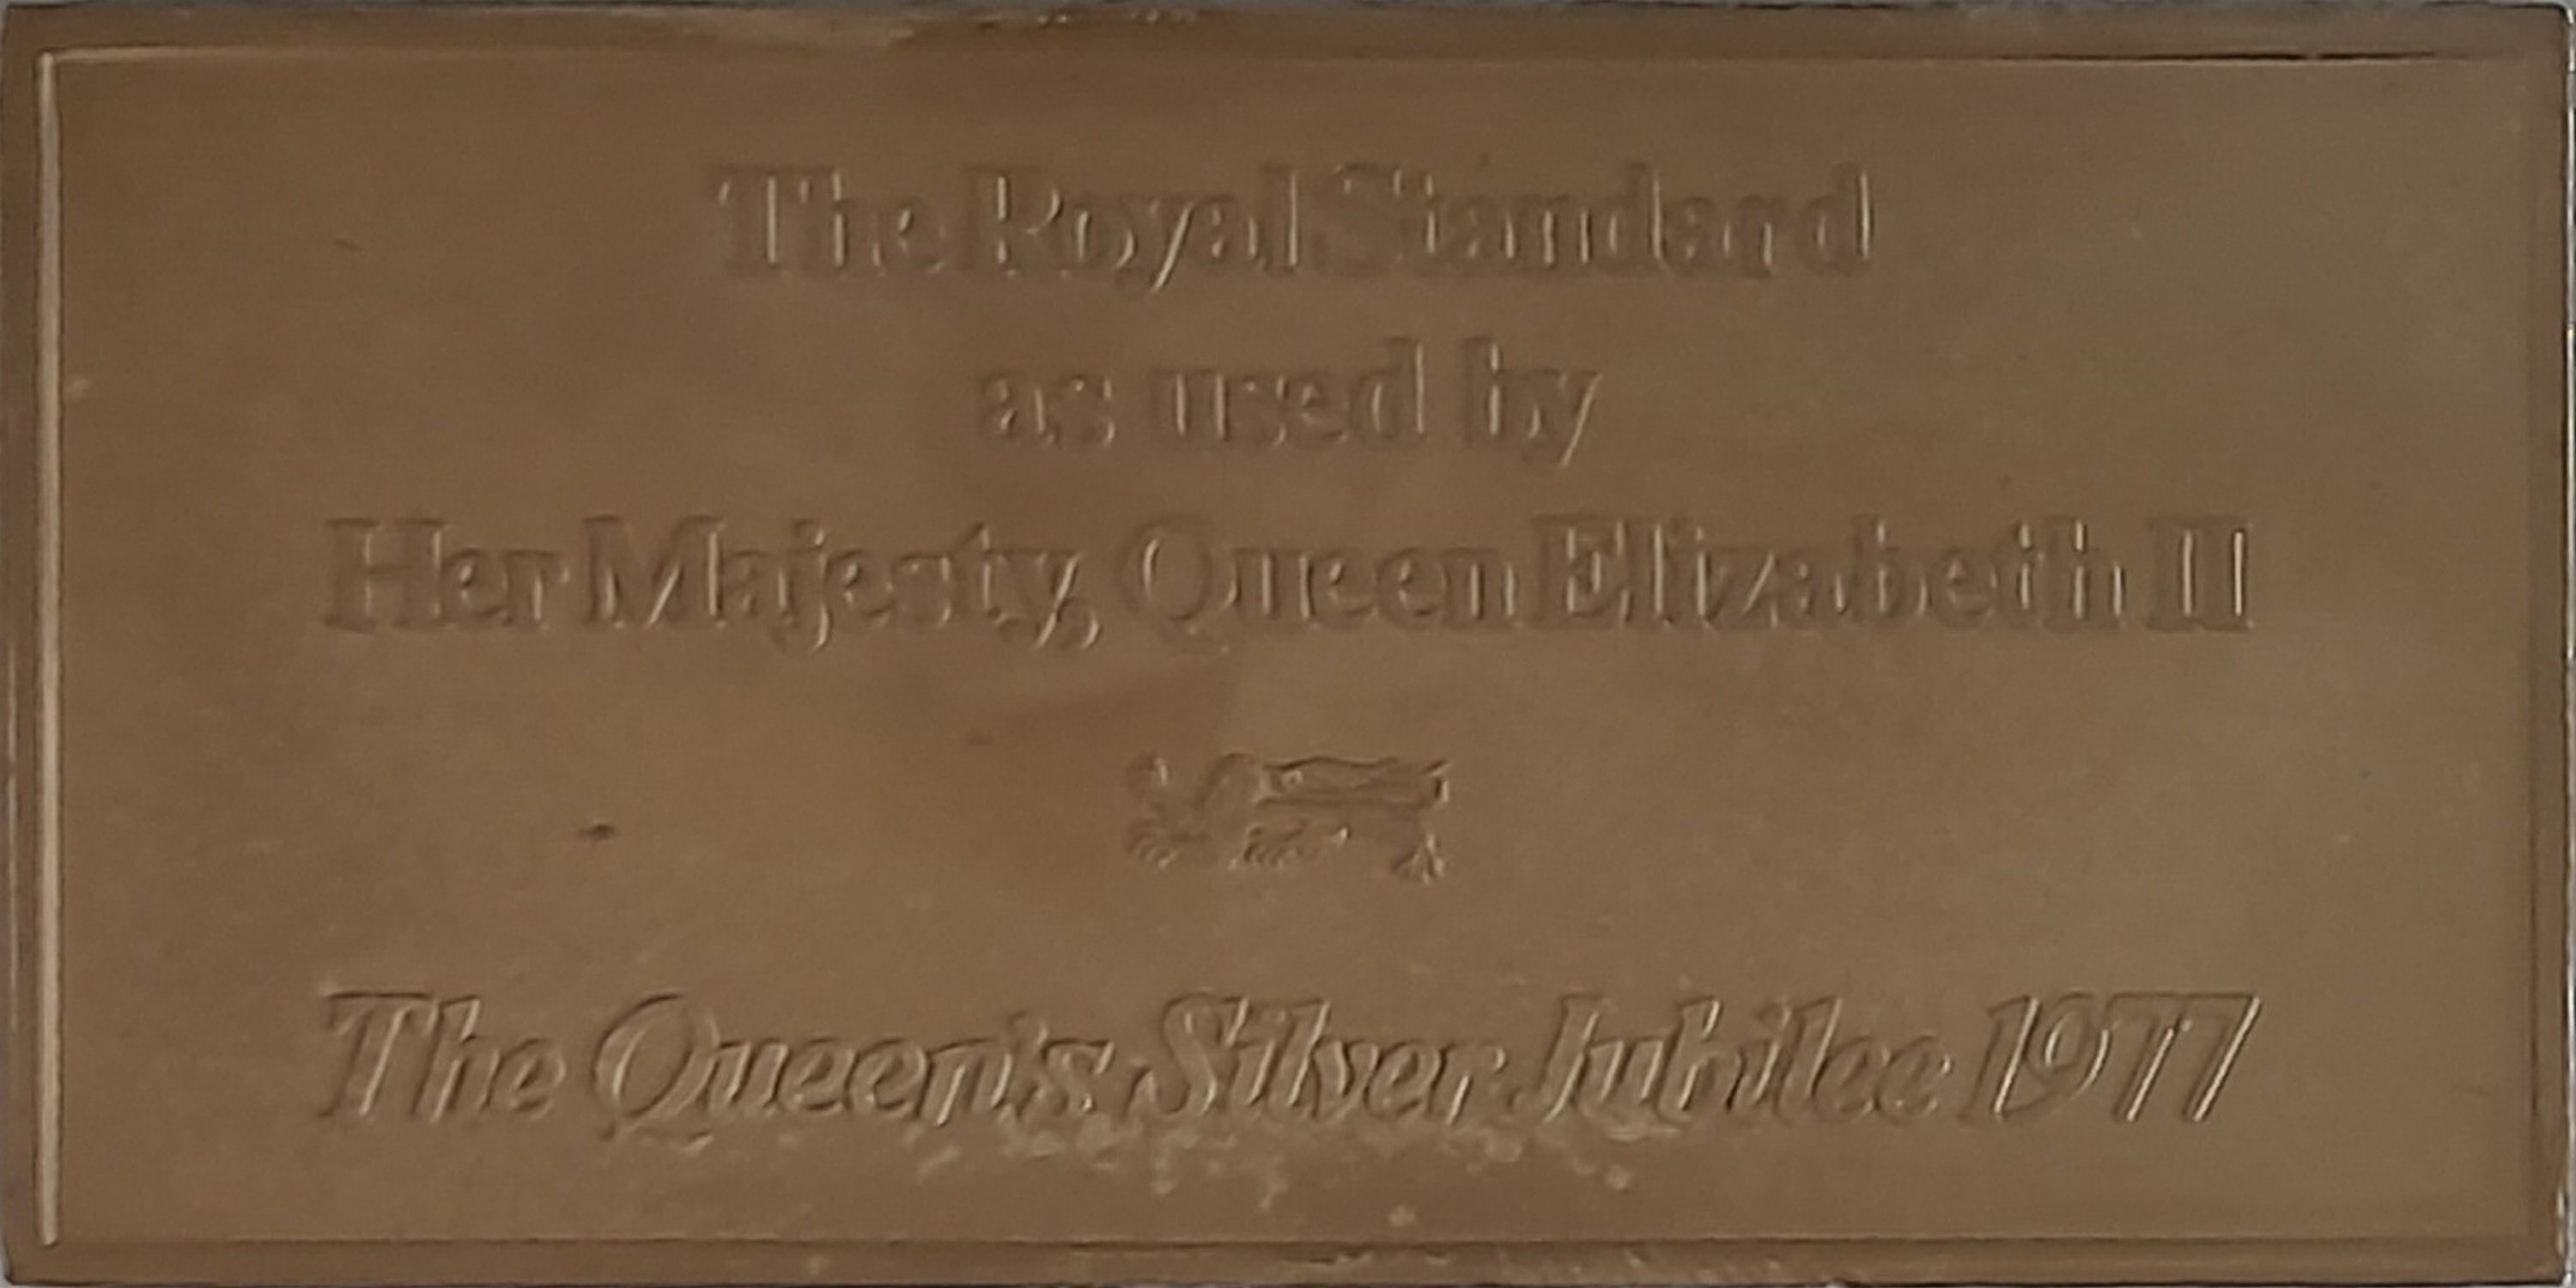 The Royal Standard
as used by
Her Majesty, Queen Elizabeth II
The Queen's Silver Jubilee 1977